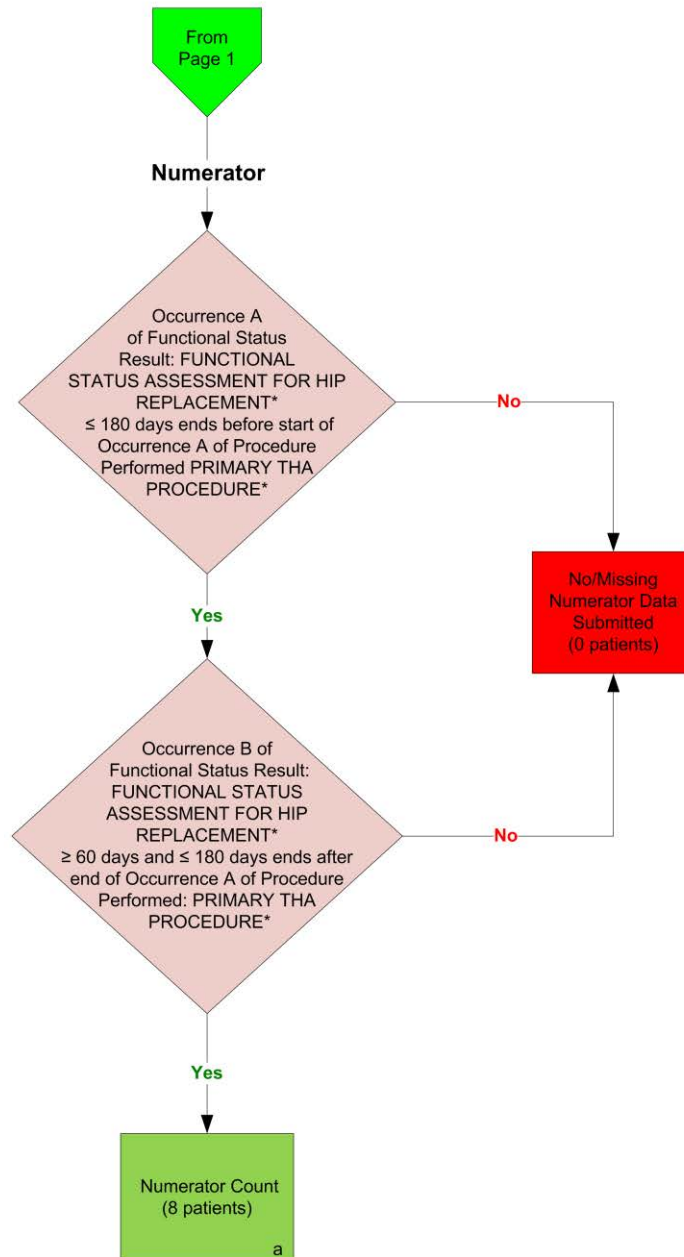 From
Page 1
Numerator
Occurrence A
of Functional Status
Result: FUNCTIONAL
STATUS ASSESSMENT FOR HIP
REPLACEMENT*
≤ 180 days ends before start of
Occurrence A of Procedure
Performed PRIMARY THA
PROCEDURE*
No
No/Missing
Numerator Data
Submitted
(0 patients)
Yes
Occurrence B of
Functional Status Result:
FUNCTIONAL STATUS
ASSESSMENT FOR HIP
REPLACEMENT*
≥ 60 days and ≤ 180 days ends after
end of Occurrence A of Procedure
Performed: PRIMARY THA
PROCEDURE*
No
Yes
Numerator Count
(8 patients)
a